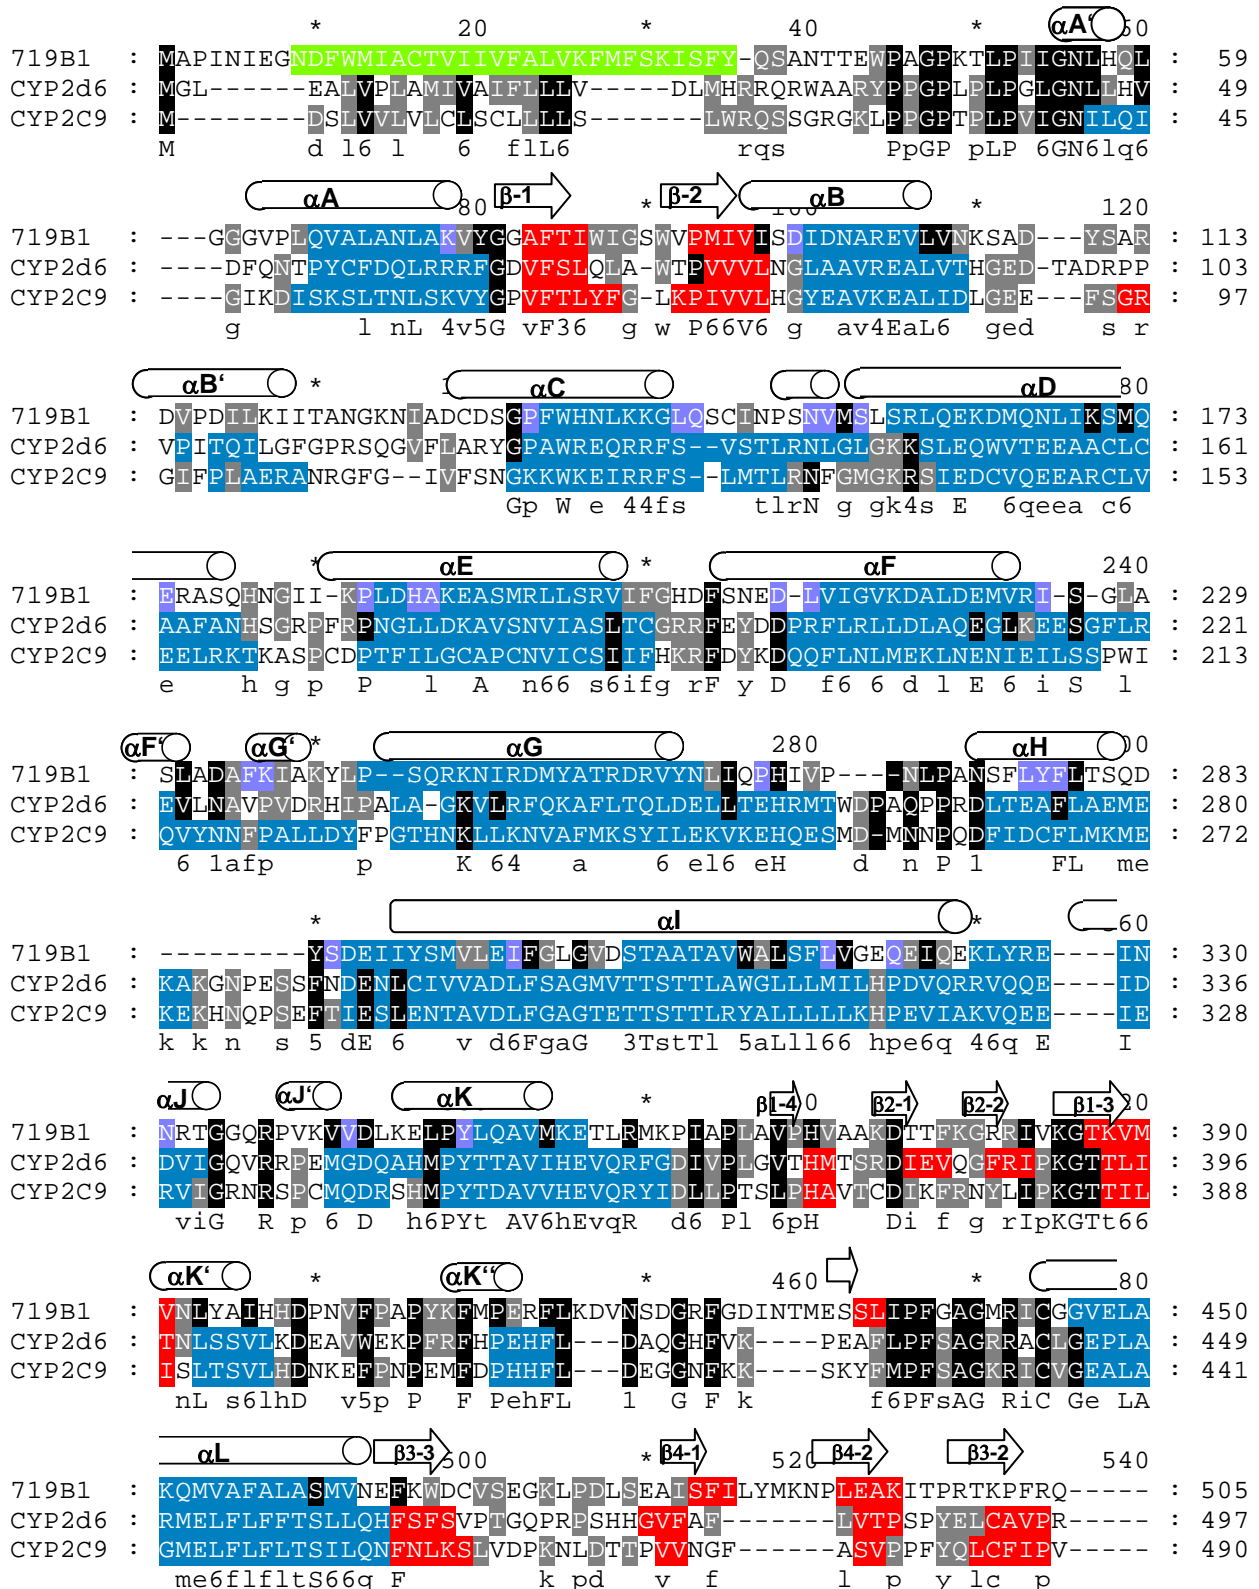 * 20 * 40 * αA' 60
719B1 : MAPINIEGNDFWMIACTVIIVFALVKFMFSKISFY-QSANTTEWPAGPKTLPIIGNLHQL : 59
CYP2d6 : MGL------EALVPLAMIVAIFLLLV-----DLMHRRQRWAARYPPGPLPLPGLGNLLHV : 49
CYP2C9 : M--------DSLVVLVLCLSCLLLLS-------LWRQSSGRGKLPPGPTPLPVIGNILQI : 45
M d l6 l 6 flL6 rqs PpGP pLP 6GN6lq6
αA 80 β-1 * β-2 100 αB * 120
719B1 : ---GGGVPLQVALANLAKVYGGAFTIWIGSWVPMIVISDIDNAREVLVNKSAD---YSAR : 113
CYP2d6 : ----DFQNTPYCFDQLRRRFGDVFSLQLA-WTPVVVLNGLAAVREALVTHGED-TADRPP : 103
CYP2C9 : ----GIKDISKSLTNLSKVYGPVFTLYFG-LKPIVVLHGYEAVKEALIDLGEE---FSGR : 97
g l nL 4v5G vF36 g w P66V6 g av4EaL6 ged s r
αB' * 1 αC αD 80
719B1 : DVPDILKIITANGKNIADCDSGPFWHNLKKGLQSCINPSNVMSLSRLQEKDMQNLIKSMQ : 173
CYP2d6 : VPITQILGFGPRSQGVFLARYGPAWREQRRFS--VSTLRNLGLGKKSLEQWVTEEAACLC : 161
CYP2C9 : GIFPLAERANRGFG--IVFSNGKKWKEIRRFS--LMTLRNFGMGKRSIEDCVQEEARCLV : 153
Gp W e 44fs tlrN g gk4s E 6qeea c6
* αE * αF 240
719B1 : ERASQHNGII-KPLDHAKEASMRLLSRVIFGHDFSNED-LVIGVKDALDEMVRI-S-GLA : 229
CYP2d6 : AAFANHSGRPFRPNGLLDKAVSNVIASLTCGRRFEYDDPRFLRLLDLAQEGLKEESGFLR : 221
CYP2C9 : EELRKTKASPCDPTFILGCAPCNVICSIIFHKRFDYKDQQFLNLMEKLNENIEILSSPWI : 213
e h g p P l A n66 s6ifg rF y D f6 6 d l E 6 i S l
αF' αG' * αG 280 αH 00
719B1 : SLADAFKIAKYLP--SQRKNIRDMYATRDRVYNLIQPHIVP----NLPANSFLYFLTSQD : 283
CYP2d6 : EVLNAVPVDRHIPALA-GKVLRFQKAFLTQLDELLTEHRMTWDPAQPPRDLTEAFLAEME : 280
CYP2C9 : QVYNNFPALLDYFPGTHNKLLKNVAFMKSYILEKVKEHQESMD-MNNPQDFIDCFLMKME : 272
6 lafp p K 64 a 6 el6 eH d n P l FL me
* αI * 60
719B1 : ---------YSDEIIYSMVLEIFGLGVDSTAATAVWALSFLVGEQEIQEKLYRE----IN : 330
CYP2d6 : KAKGNPESSFNDENLCIVVADLFSAGMVTTSTTLAWGLLLMILHPDVQRRVQQE----ID : 336
CYP2C9 : KEKHNQPSEFTIESLENTAVDLFGAGTETTSTTLRYALLLLLKHPEVIAKVQEE----IE : 328
k k n s 5 dE 6 v d6FgaG 3TstTl 5aLll66 hpe6q 46q E I
αJ αJ' αK * β1-4 0 β2-1 β2-2 β1-3 20
719B1 : NRTGGQRPVKVVDLKELPYLQAVMKETLRMKPIAPLAVPHVAAKDTTFKGRRIVKGTKVM : 390
CYP2d6 : DVIGQVRRPEMGDQAHMPYTTAVIHEVQRFGDIVPLGVTHMTSRDIEVQGFRIPKGTTLI : 396
CYP2C9 : RVIGRNRSPCMQDRSHMPYTDAVVHEVQRYIDLLPTSLPHAVTCDIKFRNYLIPKGTTIL : 388
viG R p 6 D h6PYt AV6hEvqR d6 Pl 6pH Di f g rIpKGTt66
αK' * αK'' * 460 * 80
719B1 : VNLYAIHHDPNVFPAPYKFMPERFLKDVNSDGRFGDINTMESSLIPFGAGMRICGGVELA : 450
CYP2d6 : TNLSSVLKDEAVWEKPFRFHPEHFL---DAQGHFVK----PEAFLPFSAGRRACLGEPLA : 449
CYP2C9 : ISLTSVLHDNKEFPNPEMFDPHHFL---DEGGNFKK-----SKYFMPFSAGKRICVGEALA : 441
nL s6lhD v5p P F PehFL l G F k f6PFsAG RiC Ge LA
αL β3-3 500 * β4-1 520 β4-2 β3-2 540
719B1 : KQMVAFALASMVNEFKWDCVSEGKLPDLSEAISFILYMKNPLEAKITPRTKPFRQ----- : 505
CYP2d6 : RMELFLFFTSLLQHFSFSVPTGQPRPSHHGVFAF-------LVTPSPYELCAVPR----- : 497
CYP2C9 : GMELFLFLTSILQNFNLKSLVDPKNLDTTPVVNGF------ASVPPFYQLCFIPV----- : 490
me6flfltS66q F k pd v f l p y lc p